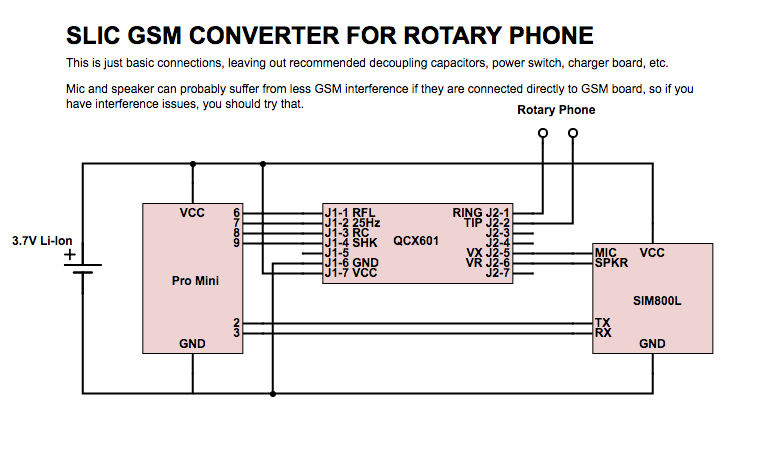 SLIC GSM CONVERTER FOR ROTARY PHONE
This is just basic connections, leaving out recommended decoupling capacitors, power switch, charger board, etc.
Mic and speaker can probably suffer from less GSM interference if they are connected directly to GSM board, so if you
have interference issues, you should try that.
Rotary Phone
3.7V Li-Ion
+
VCC
6
7
8
9
Pro Mini
2
3
GND
J1-1 RFL
J1-2 25Hz
J1-3 RC
J1-4 SHK
J1-5
J1-6 GND
J1-7 VCC
QCX601
RING J2-1
TIP J2-2
J2-3
J2-4
VX J2-5
VR J2-6
J2-7
MIC VCC
SPKR
SIM800L
TX
RX
GND